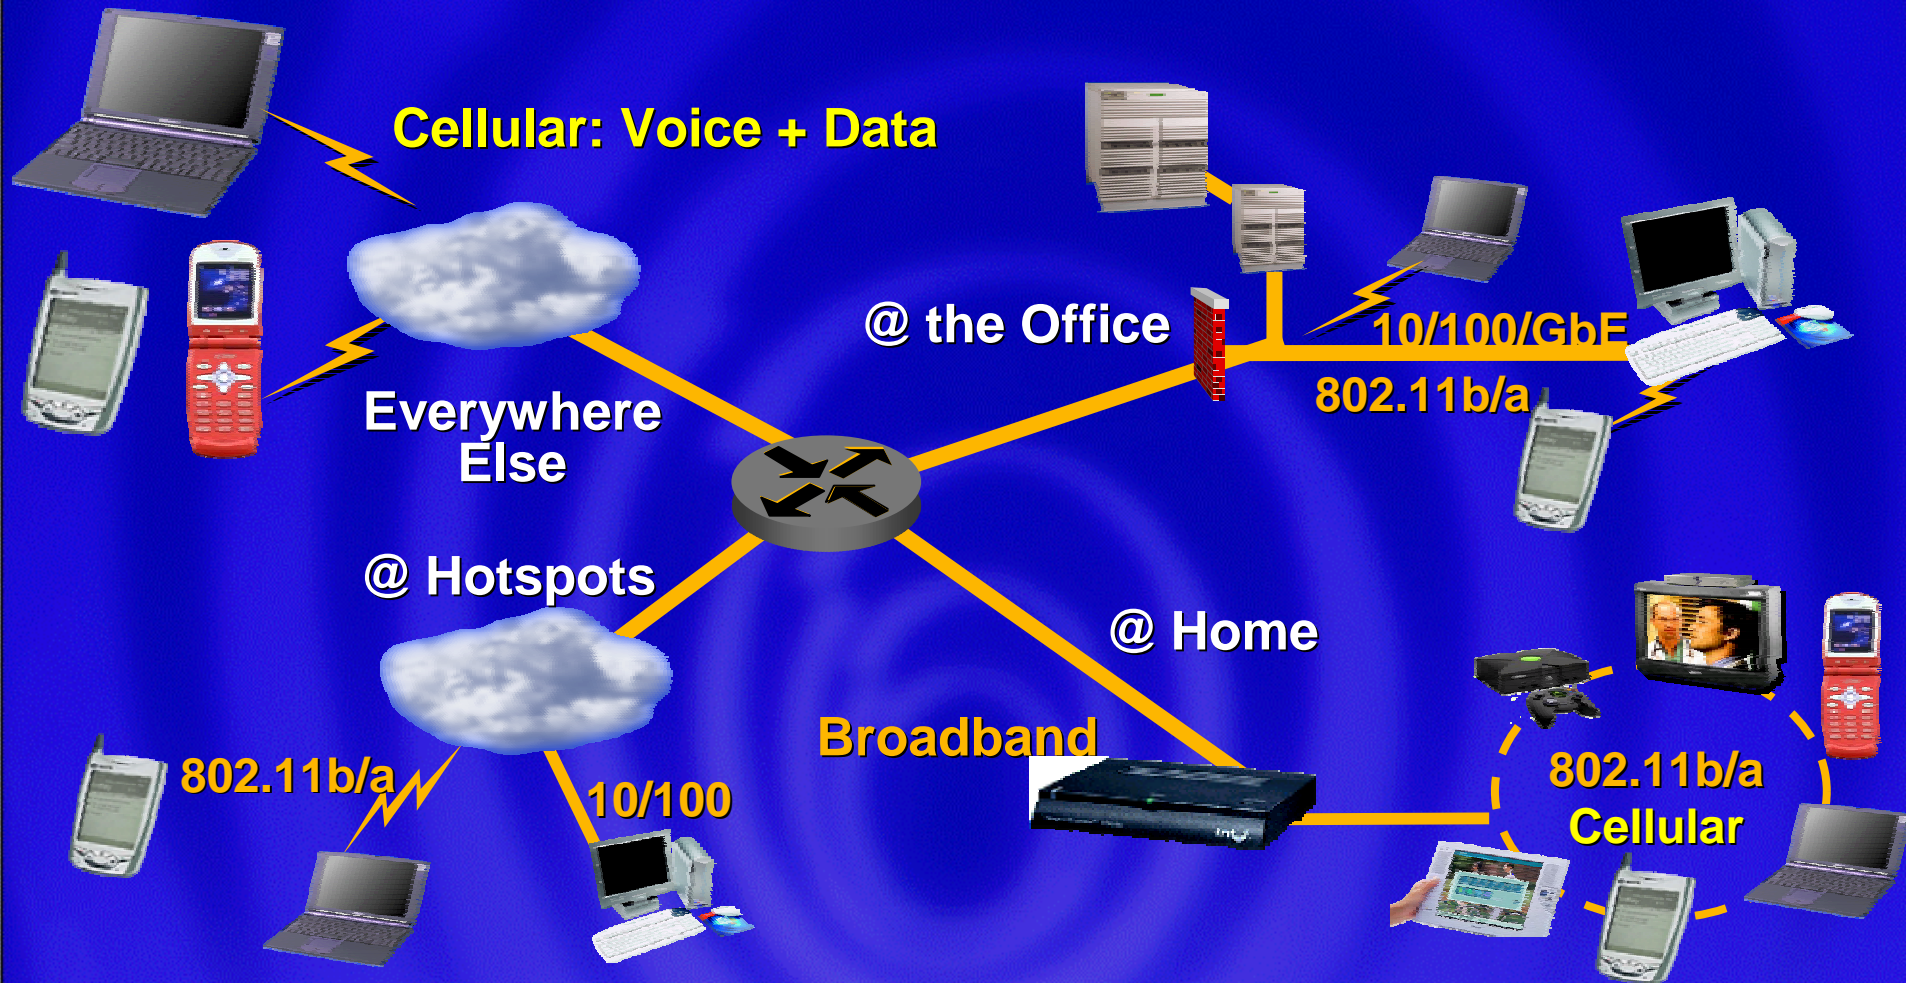 Cellular: Voice + Data
@ the Office
10/100/GbE
802.11b/a
Everywhere
Else
@ Hotspots
@ Home
Broadband
802.11b/a
10/100
802.11b/a
Cellular
intel